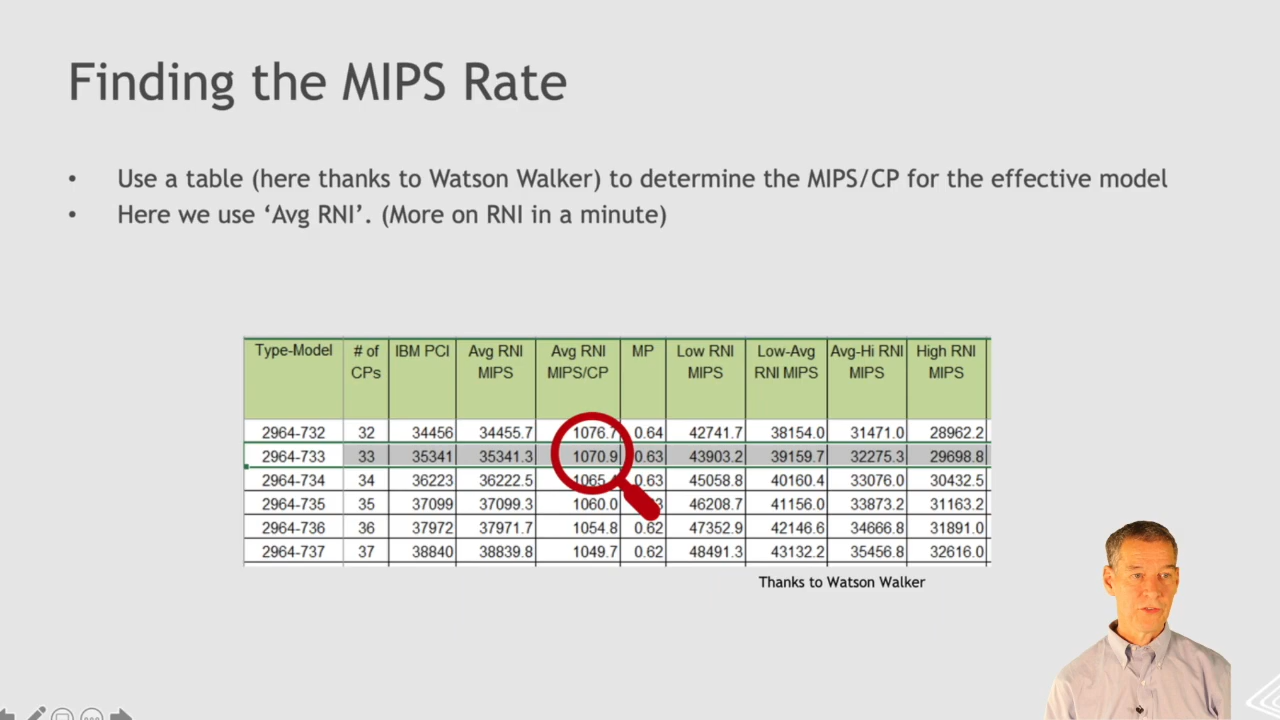 Finding the MIPS Rate
• Use a table (here thanks to Watson Walker) to determine the MIPS/CP for the effective model
• Here we use ‘Avg RNI’. (More on RNI in a minute)
Type-Model # of CPs IBM PCI Avg RNI MIPS Avg RNI MIPS/CP MP Low RNI MIPS Low-Avg RNI MIPS Avg-Hi RNI MIPS High RNI MIPS
2964-732 32 34456 34455.7 1076.7 0.64 42741.7 38154.0 31471.0 28962.2
2964-733 33 35341 35341.3 1070.9 0.63 43903.2 39159.7 32275.3 29698.8
2964-734 34 36223 36222.5 0.63 45058.8 40160.4 33076.0 30432.5
2964-735 35 37099 37099.3 1060.0 46208.7 41156.0 33873.2 31163.2
2964-736 36 37972 37971.7 1054.8 0.62 47352.9 42146.6 34666.8 31891.0
2964-737 37 38840 38839.8 1049.7 0.62 48491.3 43132.2 35456.8 32616.0
Thanks to Watson Walker